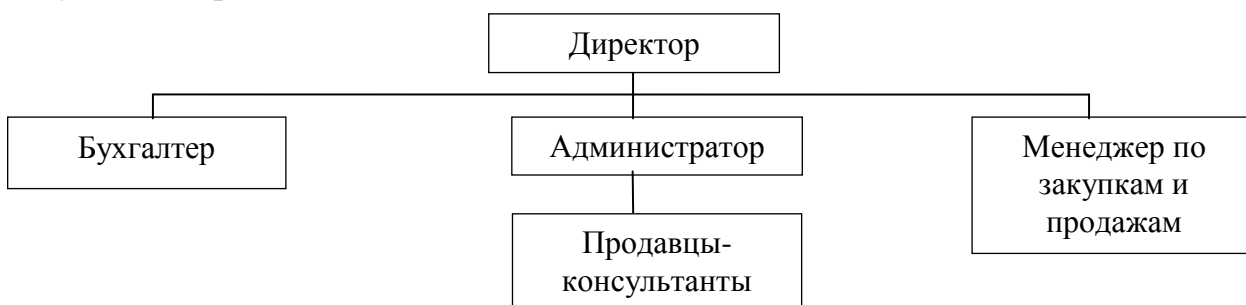 Директор
Бухгалтер
Администратор
Менеджер по
закупкам и
продажам
Продавцы-
консультанты